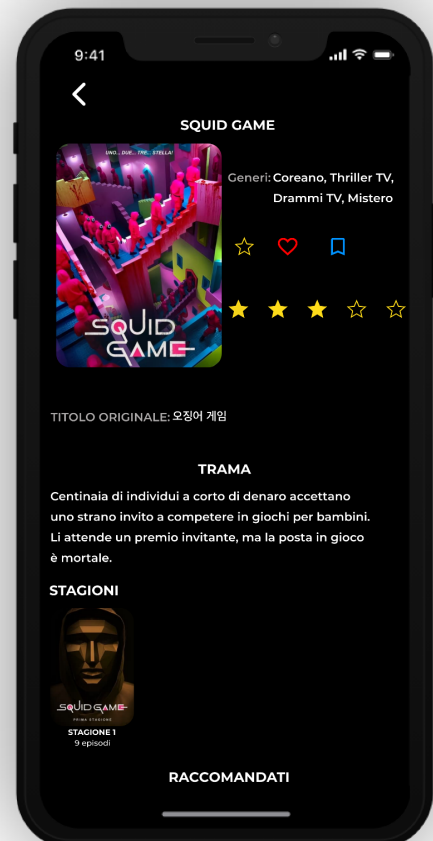 9:41
SQUID GAME
UNO... DUE... TRE... STELLA!
SQUID
GAME
Generi: Coreano, Thriller TV,
Drammi TV, Mistero
TITOLO ORIGINALE: 오징어 게임
TRAMA
Centinaia di individui a corto di denaro accettano
uno strano invito a competere in giochi per bambini.
Li attende un premio invitante, ma la posta in gioco
è mortale.
STAGIONI
SQUID GAME
PRIMA STAGIONE
STAGIONE 1
9 episodi
RACCOMANDATI